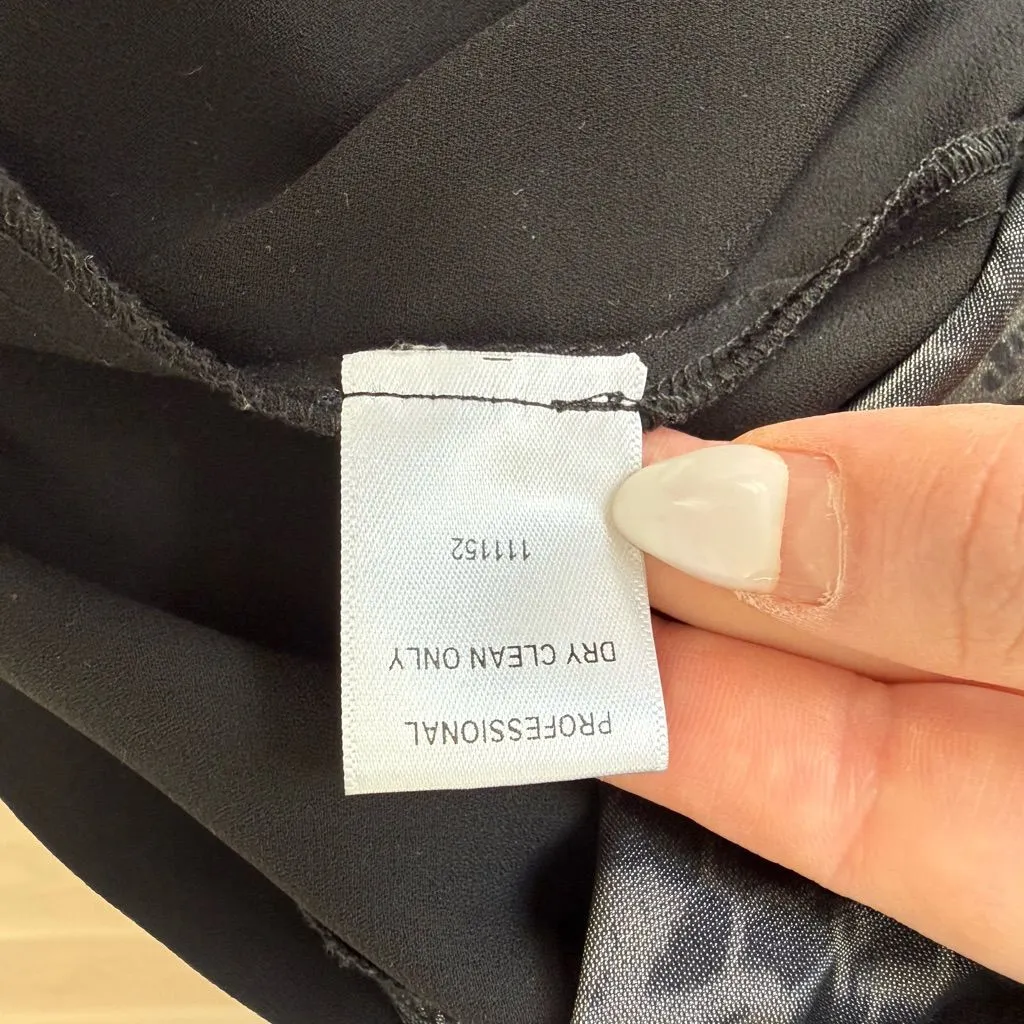 PROFESSIONAL
DRY CLEAN ONLY
111152